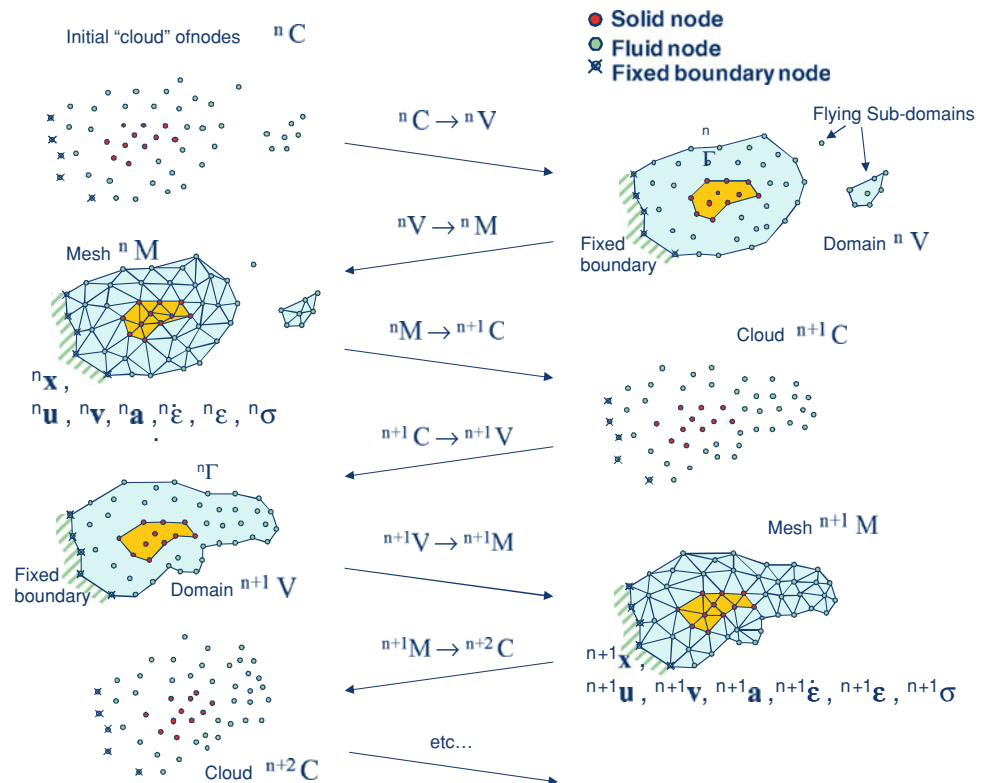 Initial “cloud” ofnodes ⁿC
Solid node
Fluid node
Fixed boundary node
ⁿC → ⁿV
Flying Sub-domains
n
Γ
ⁿV → ⁿM
Fixed
boundary
Domain ⁿV
Mesh ⁿM
ⁿM → ⁿ⁺¹C
Cloud ⁿ⁺¹C
ⁿx ,
ⁿu , ⁿv, ⁿa ,ⁿε̇ , ⁿε , ⁿσ
.
ⁿ⁺¹C → ⁿ⁺¹V
ⁿΓ
Mesh ⁿ⁺¹M
ⁿ⁺¹V → ⁿ⁺¹M
Fixed
boundary
Domain ⁿ⁺¹V
ⁿ⁺¹M → ⁿ⁺²C
ⁿ⁺¹x ,
ⁿ⁺¹u , ⁿ⁺¹v, ⁿ⁺¹a ,ⁿ⁺¹ε̇ , ⁿ⁺¹ε , ⁿ⁺¹σ
etc…
Cloud ⁿ⁺²C